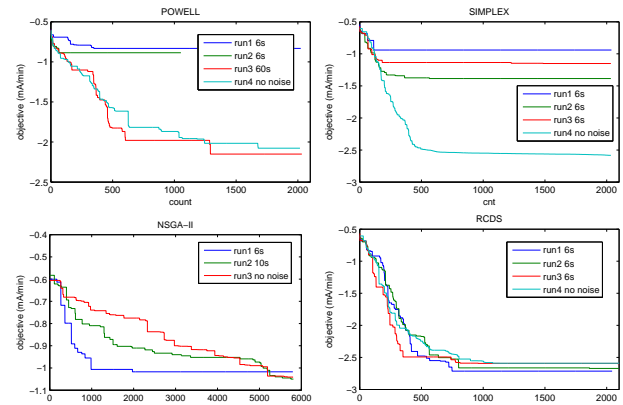 POWELL
−0.5
−1
−1.5
−2
−2.5
0
500
1000
1500
2000
count
objective (mA/min)
run1 6s
run2 6s
run3 60s
run4 no noise
SIMPLEX
−0.5
−1
−1.5
−2
−2.5
−3
0
500
1000
1500
2000
cnt
objective (mA/min)
run1 6s
run2 6s
run3 6s
run4 no noise
NSGA−II
−0.4
−0.5
−0.6
−0.7
−0.8
−0.9
−1
−1.1
0
1000
2000
3000
4000
5000
6000
objective (mA/min)
run1 6s
run2 10s
run3 no noise
RCDS
−0.5
−1
−1.5
−2
−2.5
−3
0
500
1000
1500
2000
objective (mA/min)
run1 6s
run2 6s
run3 6s
run4 no noise